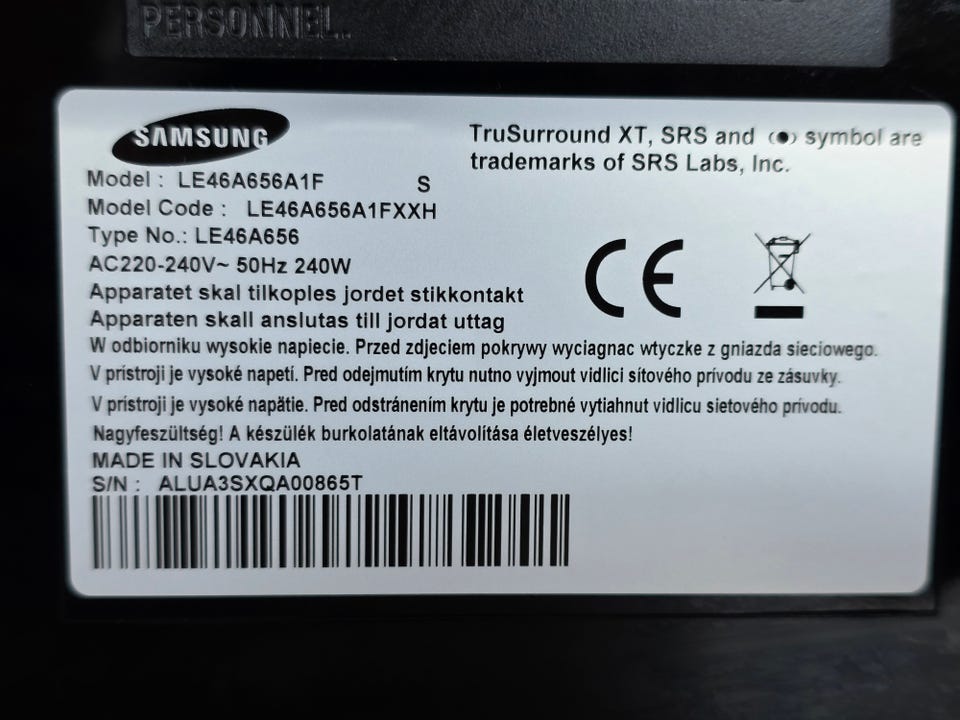 PERSONNEL.
SAMSUNG
TruSurround XT, SRS and (●) symbol are
trademarks of SRS Labs, Inc.
Model : LE46A656A1F S
Model Code : LE46A656A1FXXH
Type No.: LE46A656
AC220-240V~ 50Hz 240W
Apparatet skal tilkoples jordet stikkontakt
Apparaten skall anslutas till jordat uttag
W odbiorniku wysokie napiecie. Przed zdjeciem pokrywy wyciagnac wtyczke z gniazda sieciowego.
V prístroji je vysoké napetí. Pred odejmutím krytu nutno vyjmout vidlici sítového prívodu ze zásuvky.
V prístroji je vysoké napätie. Pred odstránením krytu je potrebné vytiahnut vidlicu sietového prívodu.
Nagyfeszültség! A készülék burkolatának eltávolítása életveszélyes!
MADE IN SLOVAKIA
S/N : ALUA3SXQA00865T
CE